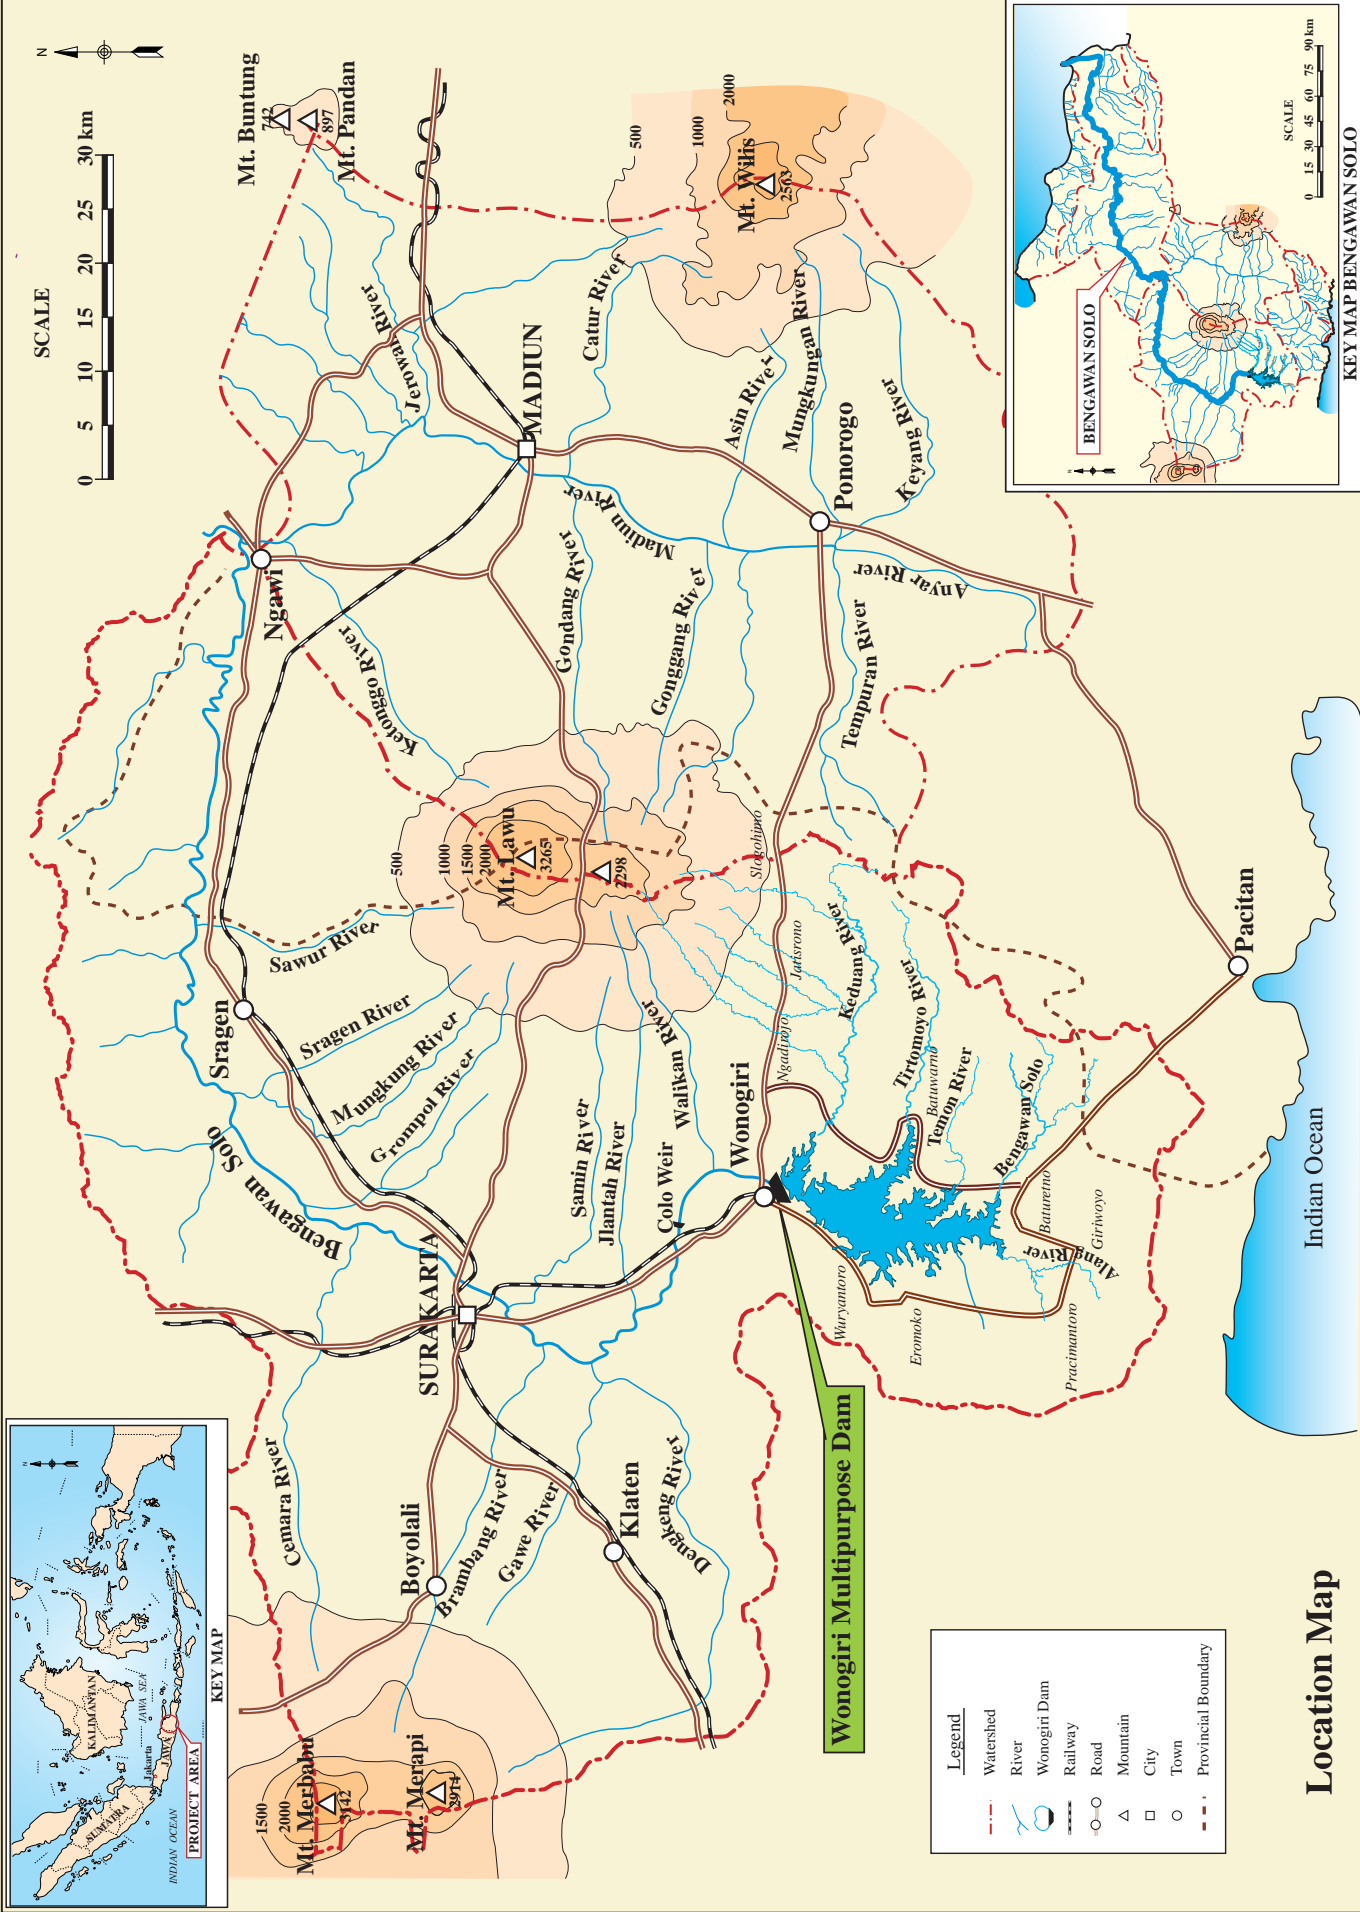 Location Map
Legend
Watershed
River
Wonogiri Dam
Railway
Road
Mountain
City
Town
Provincial Boundary
KEY MAP
SUMATRA
KALIMANTAN
JAVA SEA
Jakarta
JAWA
INDIAN OCEAN
PROJECT AREA
N
SCALE
0 5 10 15 20 25 30 km
N
Mt. Buntung
742
897
Mt. Pandan
500
1000
2000
Mt. Wilis
2563
Mt. Merbabu
3142
1500
2000
Mt. Merapi
2914
Mt. Lawu
3265
2298
500
1000
1500
2000
Ngawi
MADIUN
Ponorogo
Sragen
SURAKARTA
Boyolali
Klaten
Wonogiri
Pacitan
Jerowan River
Catur River
Asin River
Mungkungan River
Keyang River
Madiun River
Gondang River
Gonggang River
Anyar River
Tempuran River
Ketonggo River
Sawur River
Sragen River
Mungkung River
Grompol River
Bengawan Solo
Samin River
Jlantah River
Walikan River
Colo Weir
Cemara River
Brambang River
Gawe River
Dengkeng River
Keduang River
Tirtomoyo River
Temon River
Bengawan Solo
Alang River
Slogohimo
Jatisrono
Ngadirojo
Batuwarno
Baturetno
Giriwoyo
Pracimantoro
Eromoko
Wuryantoro
Wonogiri Multipurpose Dam
Indian Ocean
BENGAWAN SOLO
N
SCALE
0 15 30 45 60 75 90 km
KEY MAP BENGAWAN SOLO